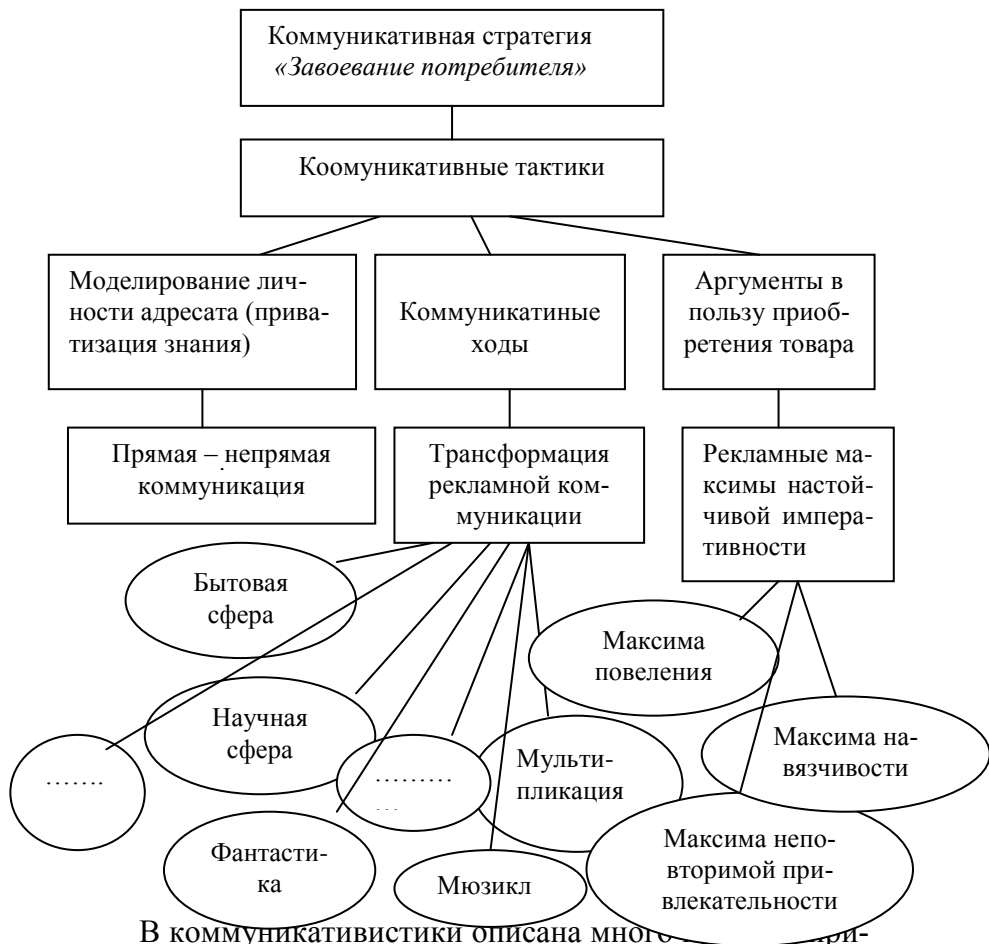 Коммуникативная стратегия
«Завоевание потребителя»
Коомуникативные тактики
Моделирование лич-
ности адресата (прива-
тизация знания)
Коммуникатиные
ходы
Аргументы в
пользу приоб-
ретения товара
Прямая – непрямая
коммуникация
Трансформация
рекламной ком-
муникации
Рекламные ма-
ксимы настой-
чивой импера-
тивности
Бытовая
сфера
Максима
повеления
Научная
сфера
Максима на-
вязчивости
…….
………
…
Мульти-
пликация
Фантасти-
ка
Мюзикл
Максима непо-
вторимой при-
влекательности
В коммуникативистики описана много ри-